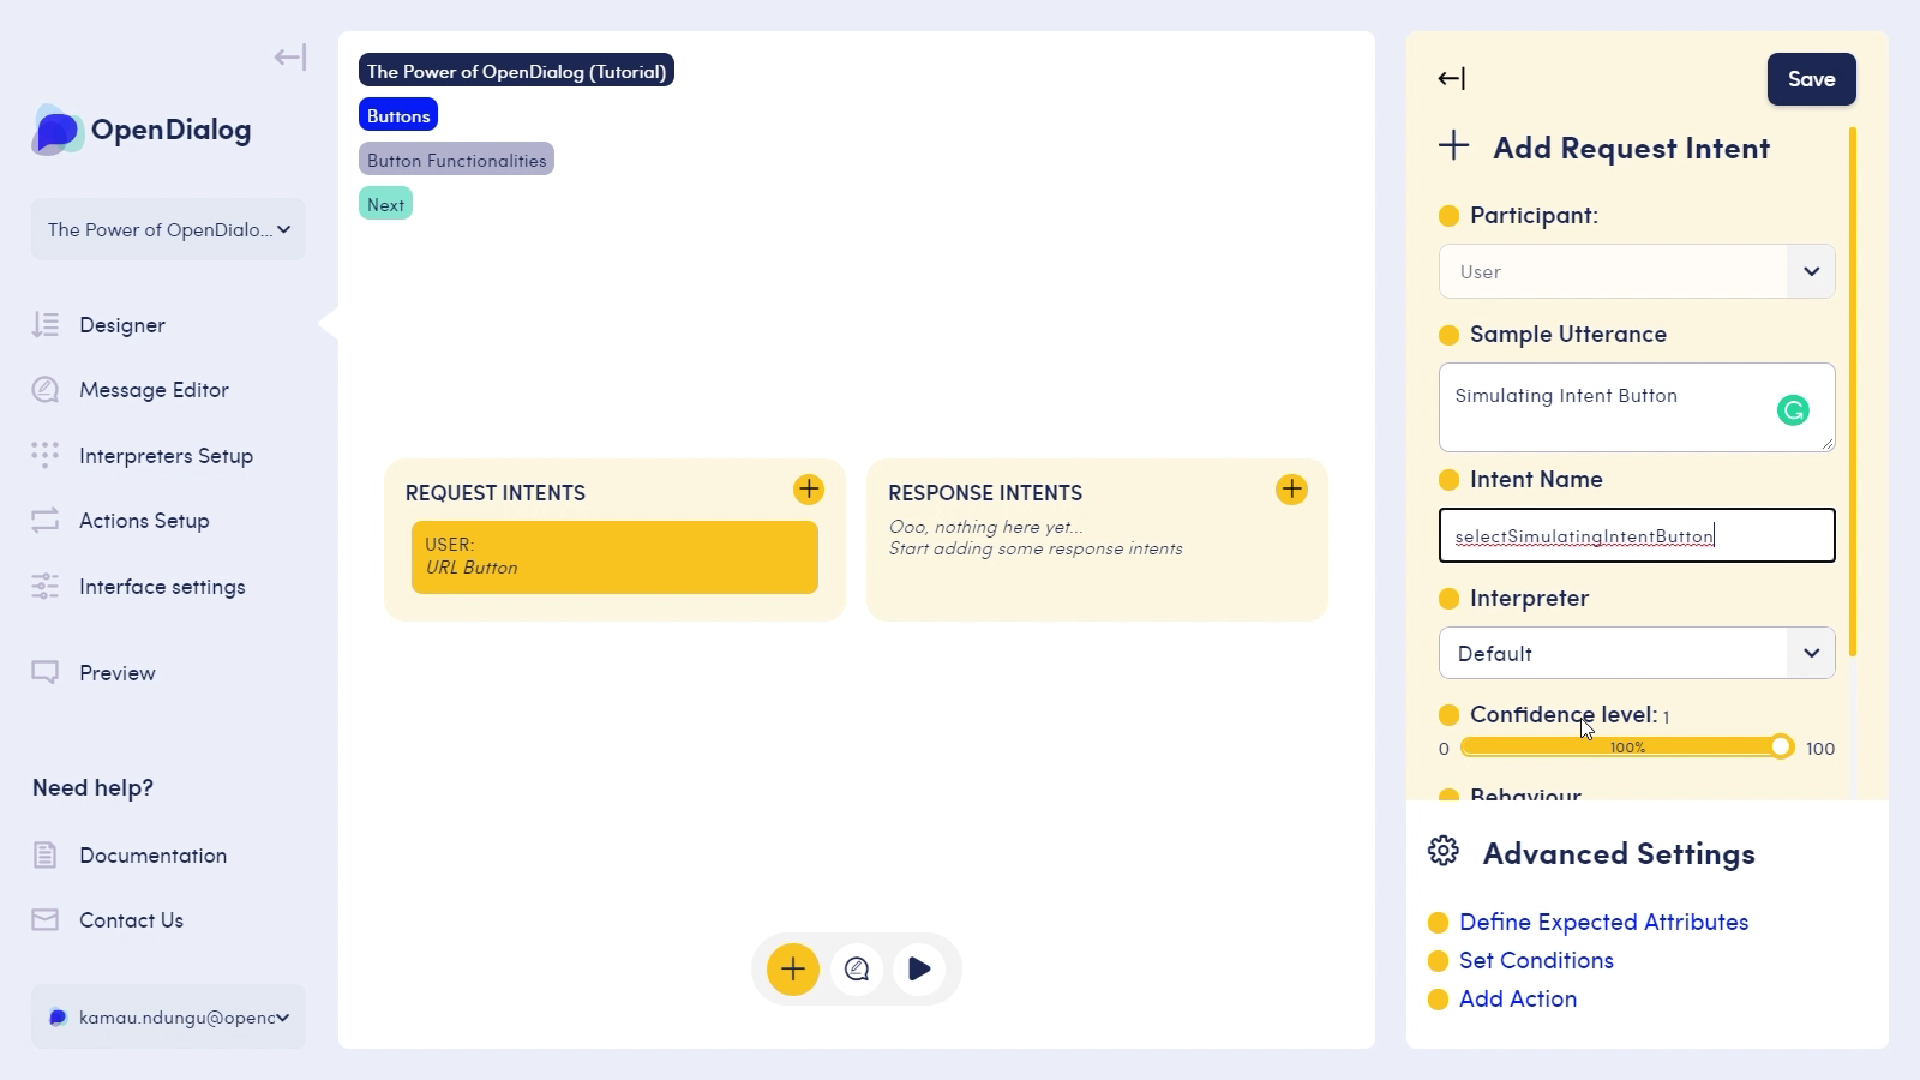 OpenDialog
The Power of OpenDialo...
Designer
Message Editor
Interpreters Setup
Actions Setup
Interface settings
Preview
Need help?
Documentation
Contact Us
kamau.ndungu@openc
The Power of OpenDialog (Tutorial)
Buttons
Button Functionalities
Next
REQUEST INTENTS
USER:
URL Button
RESPONSE INTENTS
Ooo, nothing here yet...
Start adding some response intents
Save
Add Request Intent
Participant:
User
Sample Utterance
Simulating Intent Button
Intent Name
selectSimulatingIntentButton
Interpreter
Default
Confidence level: 1
0 100% 100
Behaviour
Advanced Settings
Define Expected Attributes
Set Conditions
Add Action